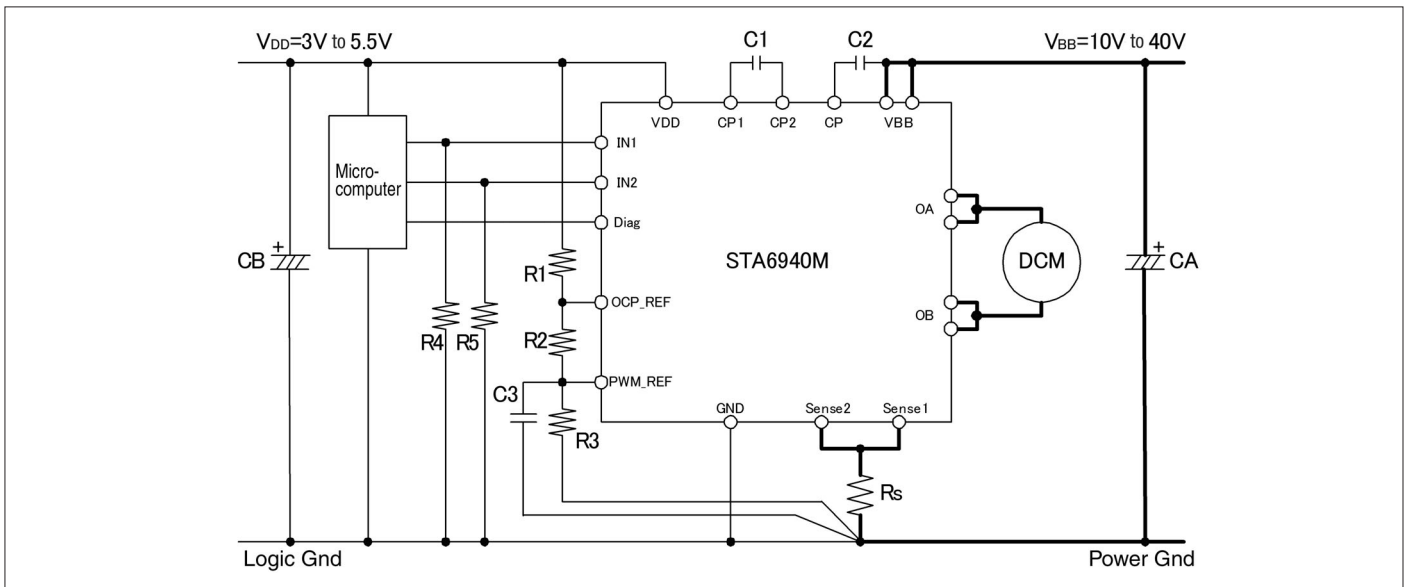 VDD=3V to 5.5V
C1
C2
VBB=10V to 40V
VDD
CP1
CP2
CP
VBB
IN1
Micro-
computer
IN2
Diag
OA
CB
+
R1
STA6940M
DCM
+
CA
OCP_REF
OB
R4
R5
R2
PWM_REF
C3
GND
Sense2
Sense1
R3
Rs
Logic Gnd
Power Gnd